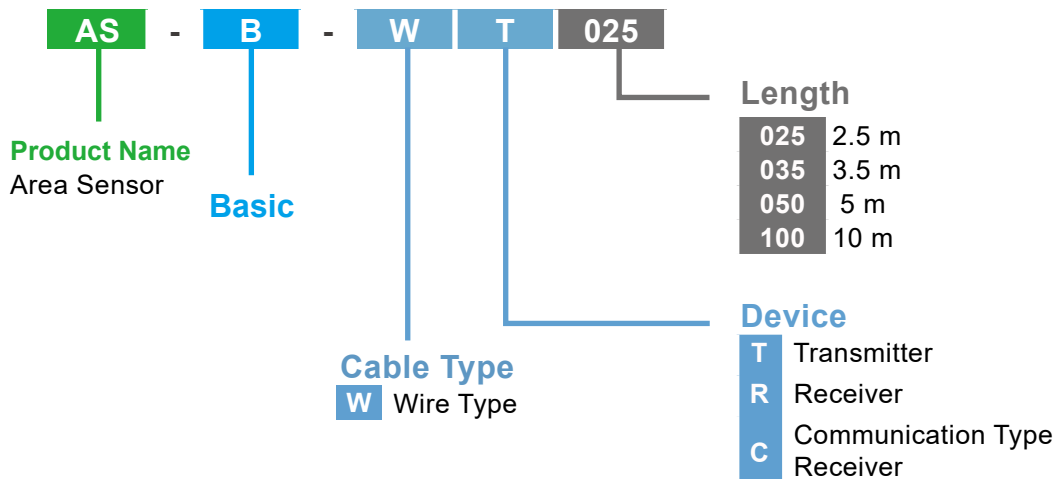 AS - B - W T 025
Product Name
Area Sensor
Basic
Cable Type
W Wire Type
Length
025 2.5 m
035 3.5 m
050 5 m
100 10 m
Device
T Transmitter
R Receiver
C Communication Type
Receiver